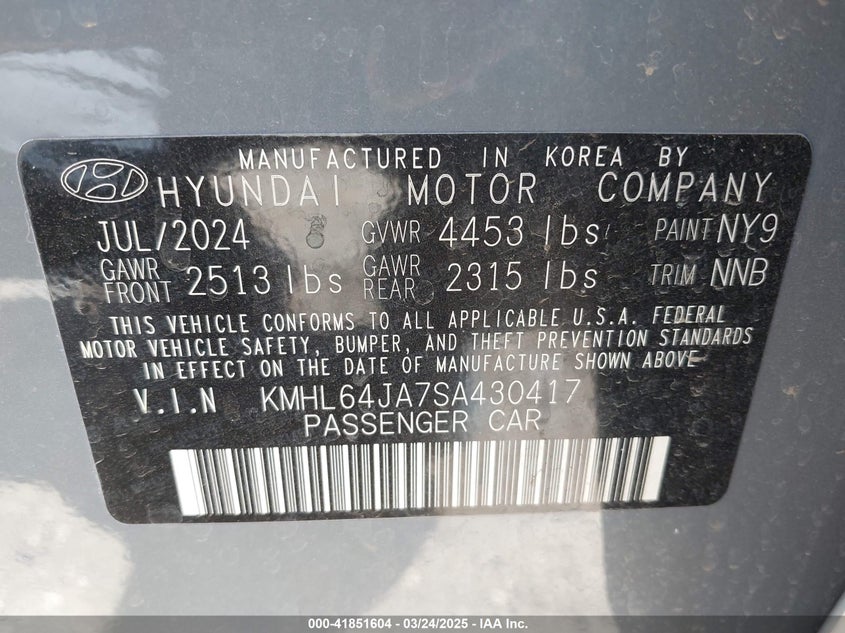 MANUFACTURED IN KOREA BY
HYUNDAI MOTOR COMPANY
JUL/2024 GVWR 4453 lbs PAINT NY9
GAWR FRONT 2513 lbs GAWR REAR 2315 lbs TRIM NNB
THIS VEHICLE CONFORMS TO ALL APPLICABLE U.S.A. FEDERAL
MOTOR VEHICLE SAFETY, BUMPER, AND THEFT PREVENTION STANDARDS
IN EFFECT ON THE DATE OF MANUFACTURE SHOWN ABOVE
V.I.N KMHL64JA7SA430417
PASSENGER CAR
000-41851604 - 03/24/2025 - IAA Inc.